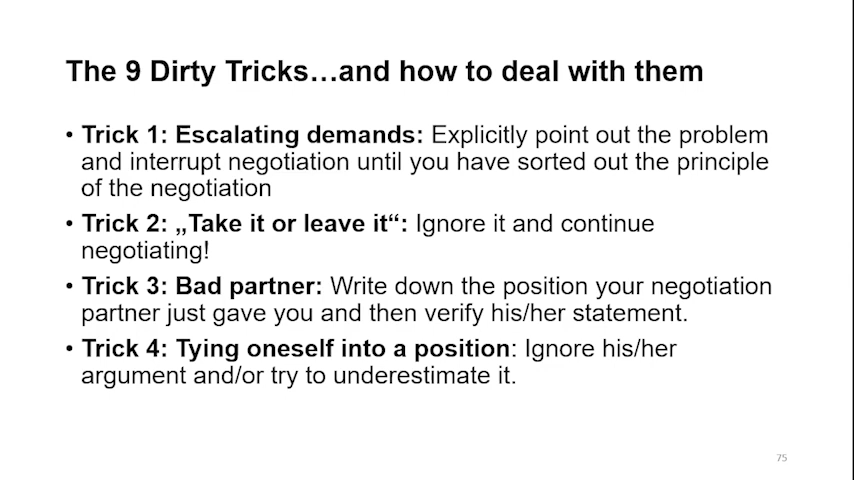 The 9 Dirty Tricks…and how to deal with them
• Trick 1: Escalating demands: Explicitly point out the problem
and interrupt negotiation until you have sorted out the principle
of the negotiation
• Trick 2: „Take it or leave it“: Ignore it and continue
negotiating!
• Trick 3: Bad partner: Write down the position your negotiation
partner just gave you and then verify his/her statement.
• Trick 4: Tying oneself into a position: Ignore his/her
argument and/or try to underestimate it.
75